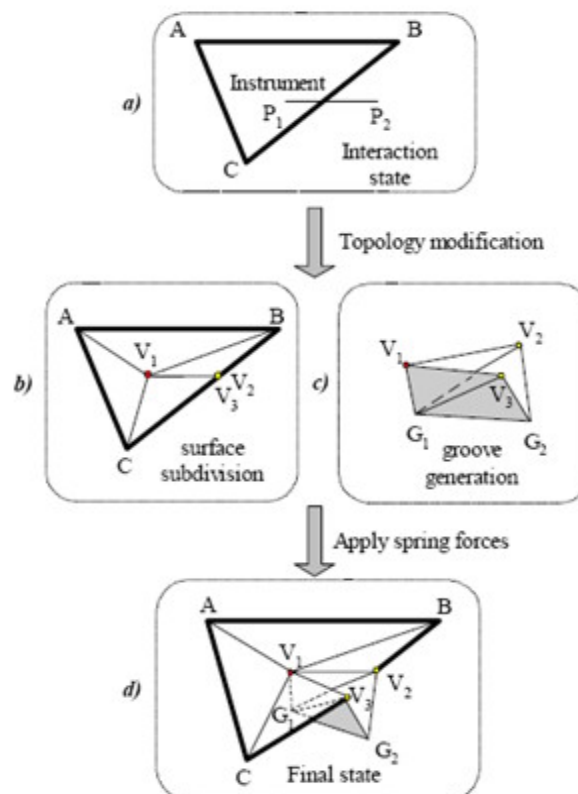 A
B
a)
Instrument
P1
P2
C
Interaction
state
Topology modification
A
B
b)
V1
V2
V3
C
surface
subdivision
c)
V1
V2
V3
G1
G2
groove
generation
Apply spring forces
A
B
d)
V1
V2
V3
G1
G2
C
Final state